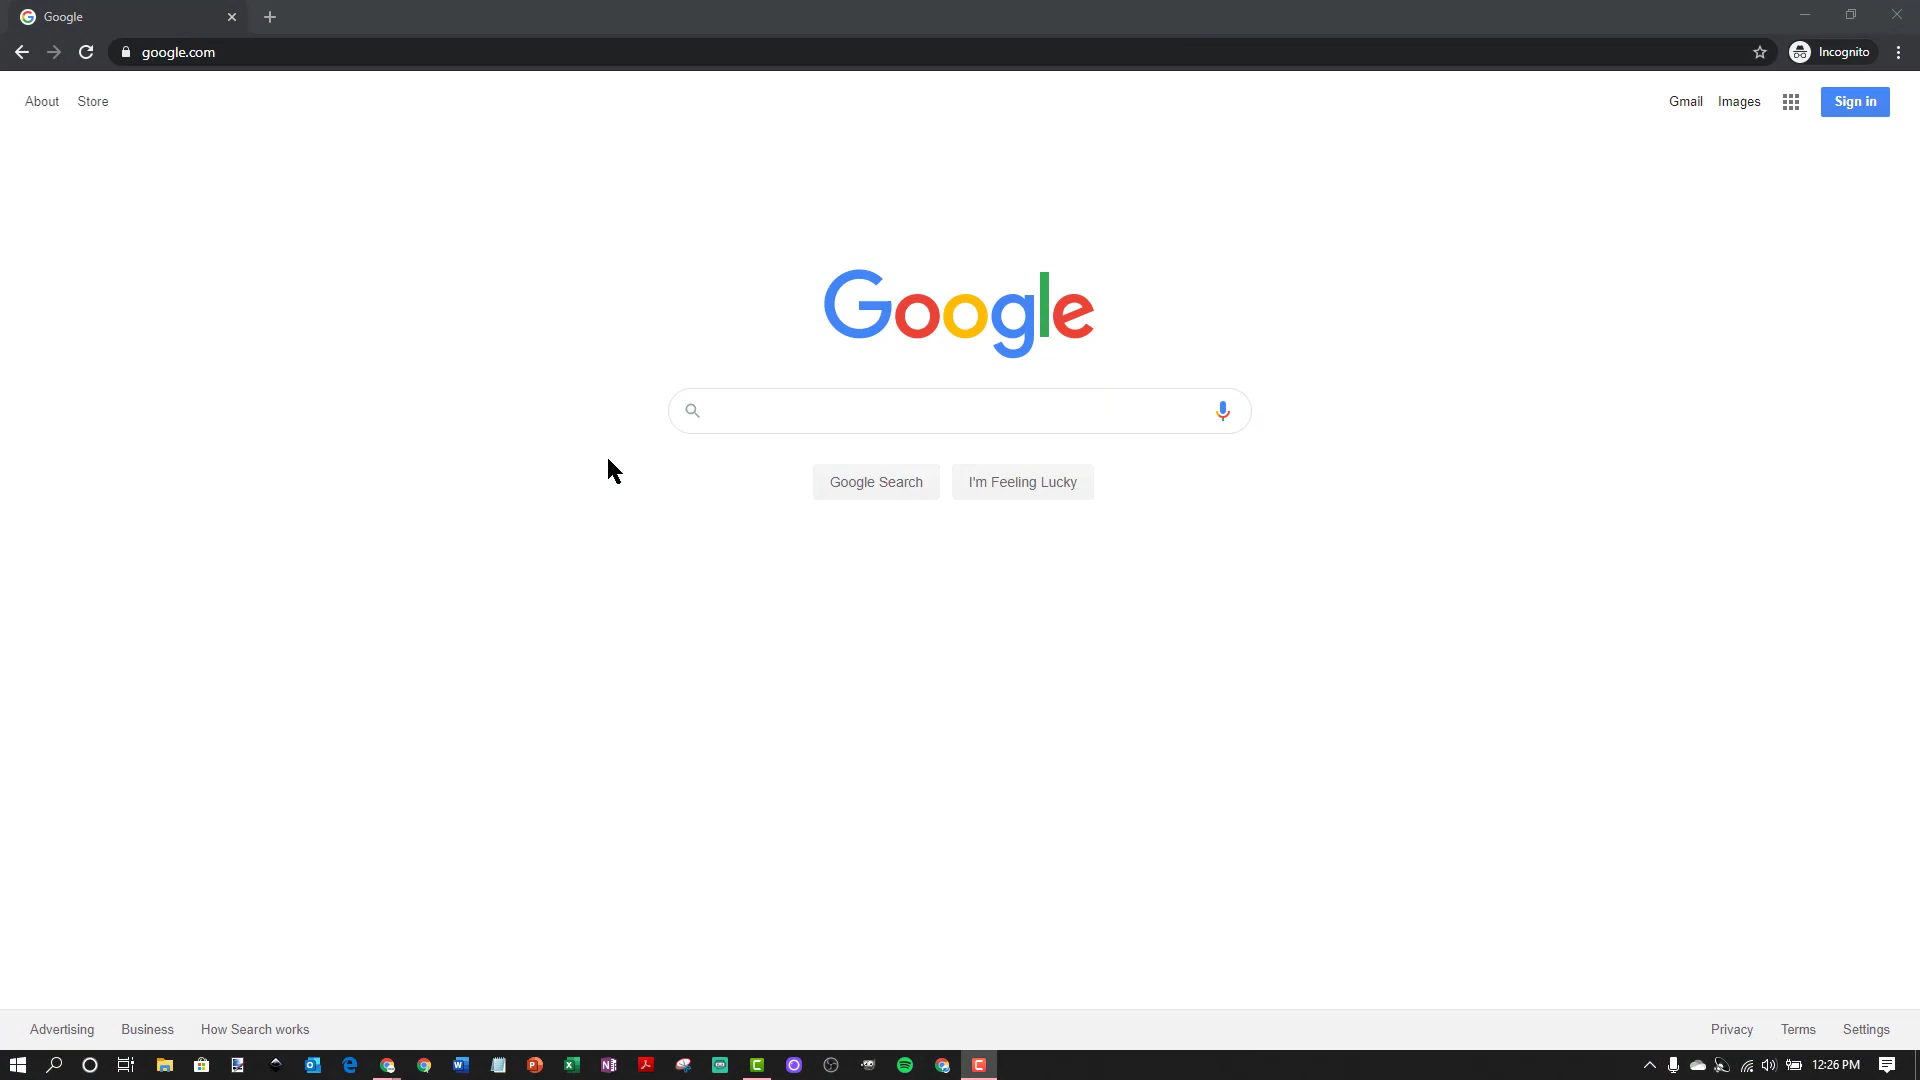 Google
google.com
Incognito
About Store
Gmail Images Sign in
Google
Google Search I'm Feeling Lucky
Advertising Business How Search works
Privacy Terms Settings
12:26 PM